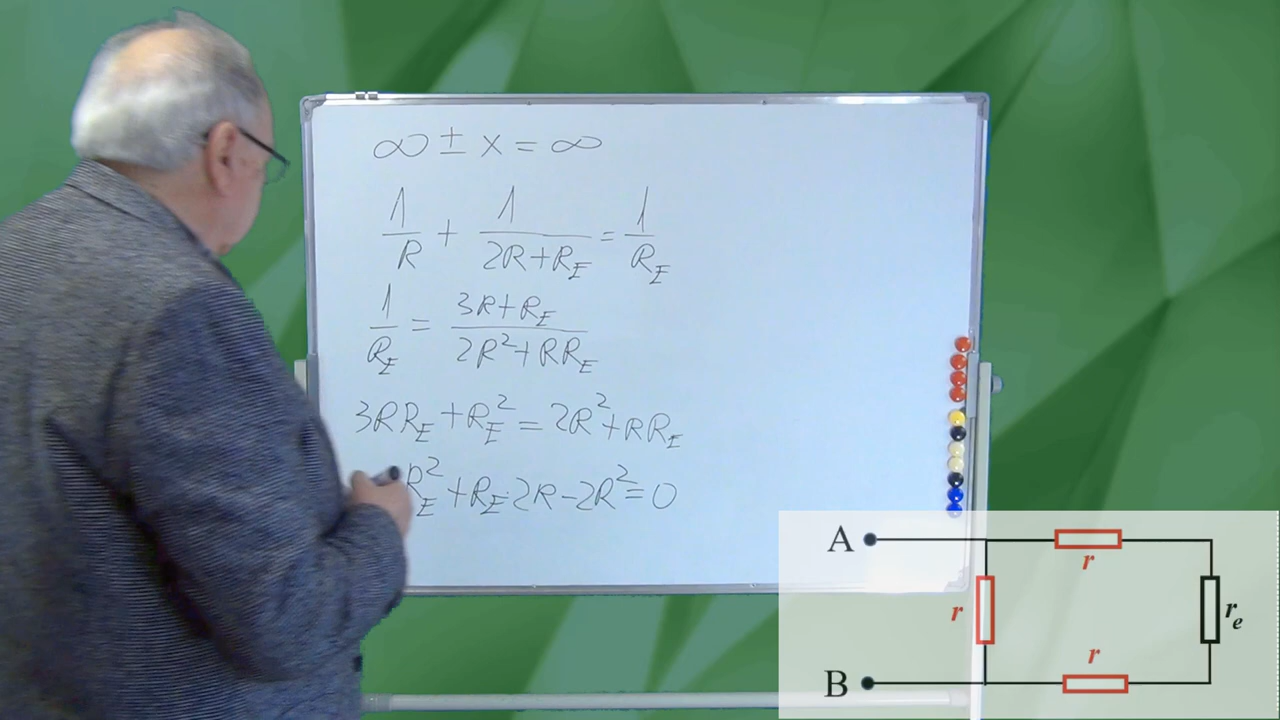 ∞ ± x = ∞
1/R + 1/(2R+R_E) = 1/R_E
1/R_E = (3R+R_E)/(2R²+RR_E)
3RR_E + R_E² = 2R² + RR_E
R_E² + R_E·2R − 2R² = 0
A
r
r
r_e
r
B